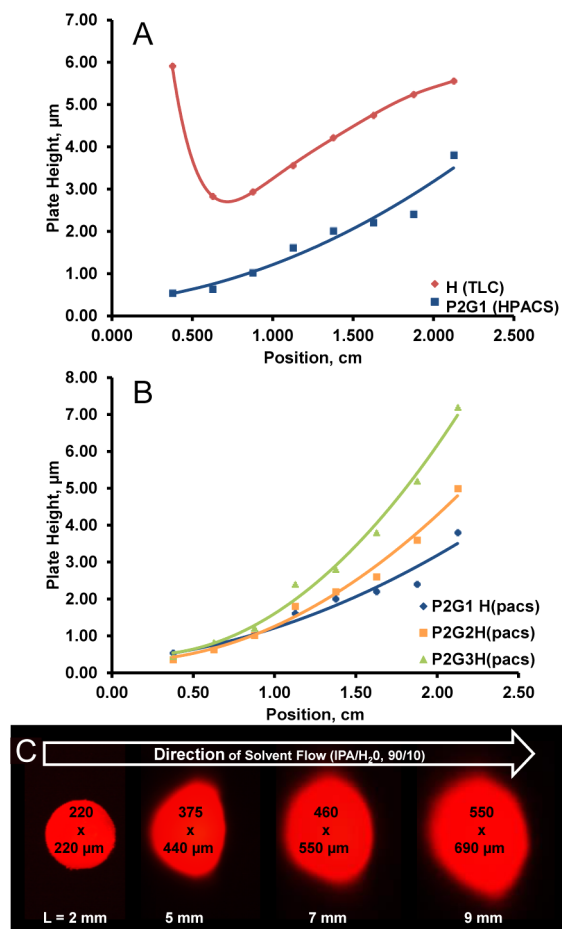 A
7.00
6.00
5.00
4.00
3.00
2.00
1.00
0.00
Plate Height, µm
0.000 0.500 1.000 1.500 2.000 2.500
Position, cm
H (TLC)
P2G1 (HPACS)
B
8.00
7.00
6.00
5.00
4.00
3.00
2.00
1.00
0.00
Plate Height, µm
0.00 0.50 1.00 1.50 2.00 2.50
Position, cm
P2G1 H(pacs)
P2G2H(pacs)
P2G3H(pacs)
C
Direction of Solvent Flow (IPA/H20, 90/10)
220
x
220 µm
375
x
440 µm
460
x
550 µm
550
x
690 µm
L = 2 mm 5 mm 7 mm 9 mm